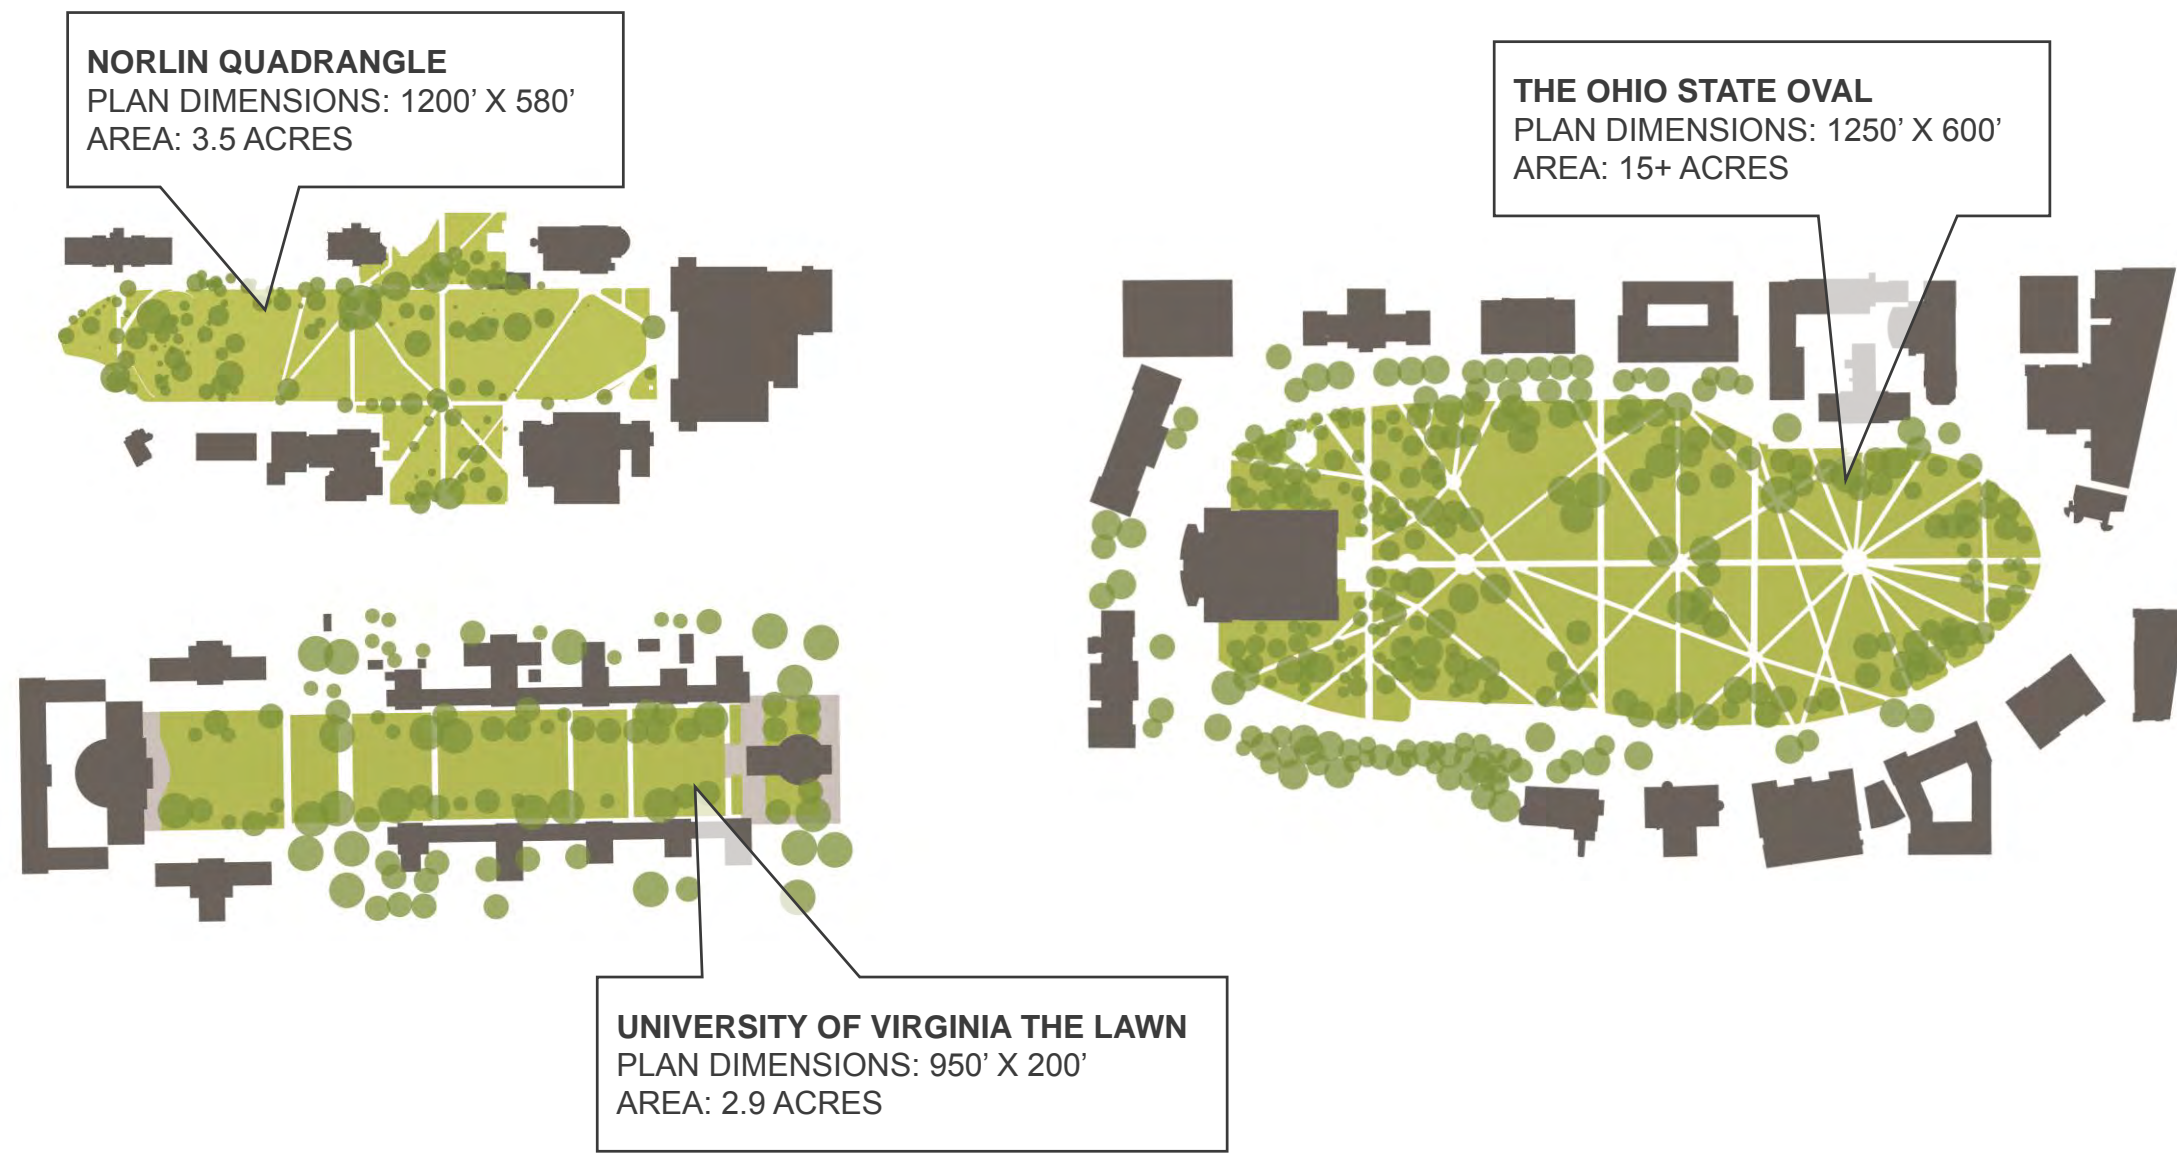 NORLIN QUADRANGLE
PLAN DIMENSIONS: 1200’ X 580’
AREA: 3.5 ACRES
THE OHIO STATE OVAL
PLAN DIMENSIONS: 1250’ X 600’
AREA: 15+ ACRES
UNIVERSITY OF VIRGINIA THE LAWN
PLAN DIMENSIONS: 950’ X 200’
AREA: 2.9 ACRES